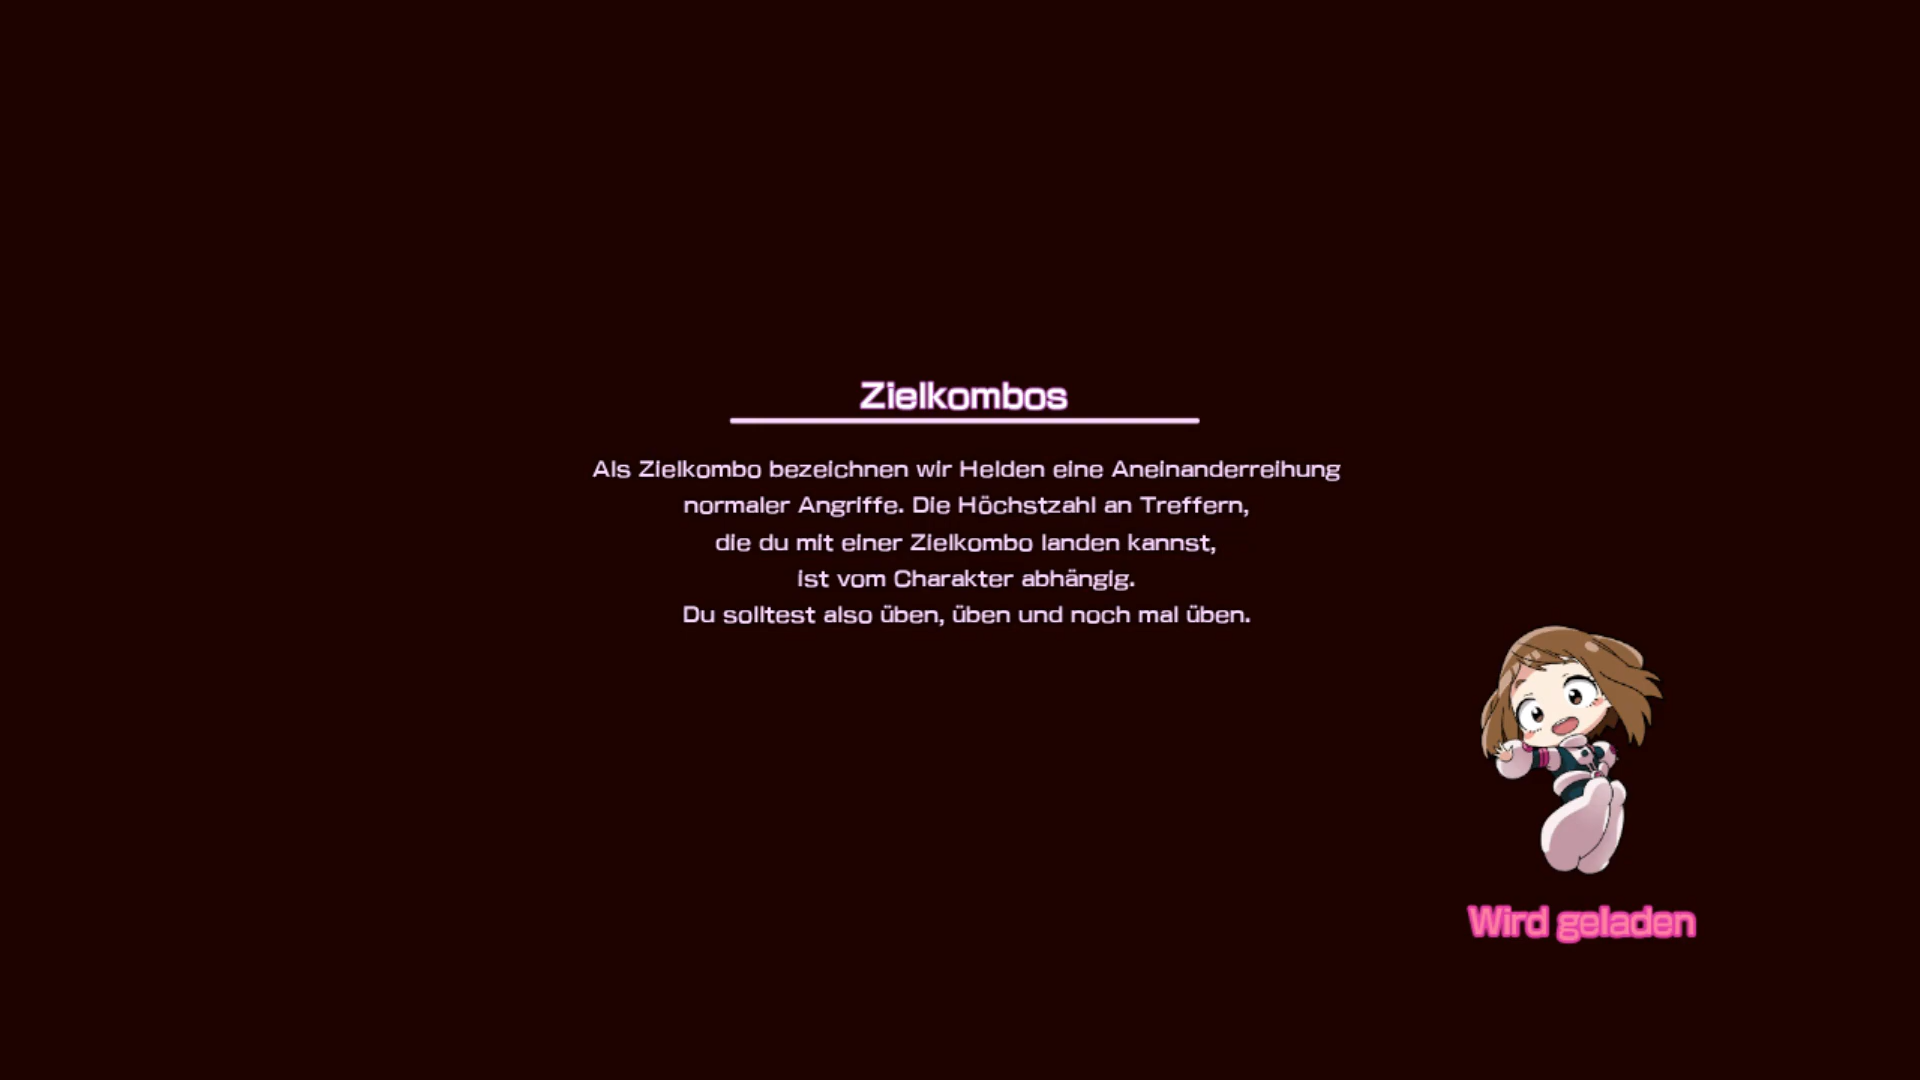 Zielkombos
Als Zielkombo bezeichnen wir Helden eine Aneinanderreihung
normaler Angriffe. Die Höchstzahl an Treffern,
die du mit einer Zielkombo landen kannst,
ist vom Charakter abhängig.
Du solltest also üben, üben und noch mal üben.
Wird geladen